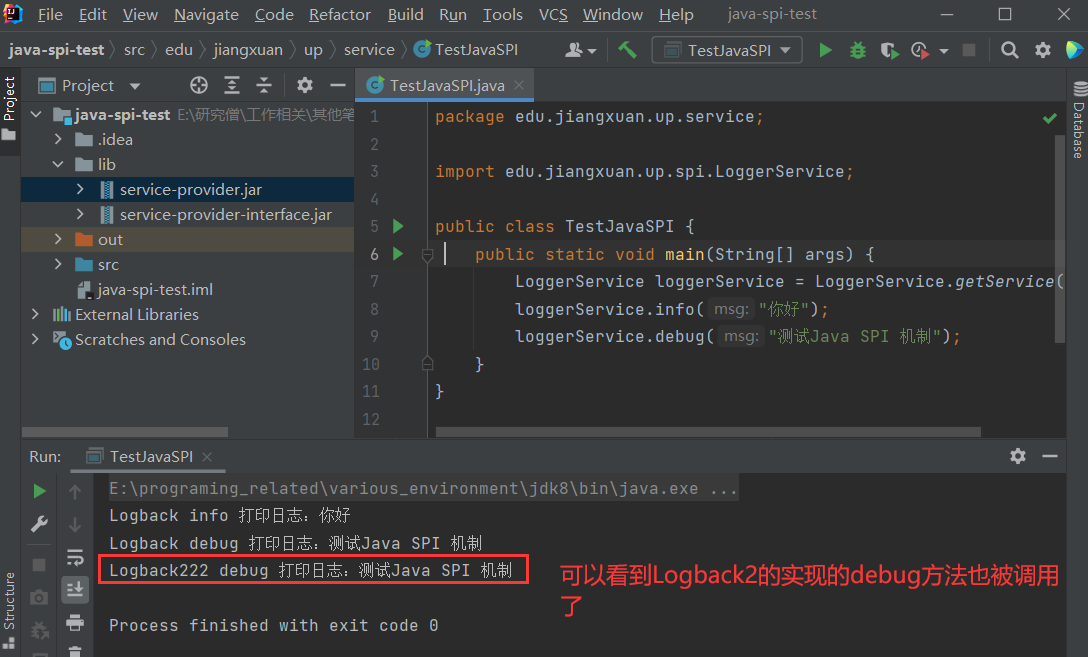 File Edit View Navigate Code Refactor Build Run Tools VCS Window Help java-spi-test
java-spi-test src edu jiangxuan up service TestJavaSPI TestJavaSPI
Project TestJavaSPI.java
Project
java-spi-test E:\研究僧\工作相关\其他笔
.idea
lib
service-provider.jar
service-provider-interface.jar
out
src
java-spi-test.iml
External Libraries
Scratches and Consoles
1 package edu.jiangxuan.up.service;
2
3 import edu.jiangxuan.up.spi.LoggerService;
4
5 public class TestJavaSPI {
6 public static void main(String[] args) {
7 LoggerService loggerService = LoggerService.getService(
8 loggerService.info( msg: "你好");
9 loggerService.debug( msg: "测试Java SPI 机制");
10 }
11 }
12
Database
Run: TestJavaSPI
E:\programing_related\various_environment\jdk8\bin\java.exe ...
Logback info 打印日志：你好
Logback debug 打印日志：测试Java SPI 机制
Logback222 debug 打印日志：测试Java SPI 机制
可以看到Logback2的实现的debug方法也被调用
了
Process finished with exit code 0
Structure